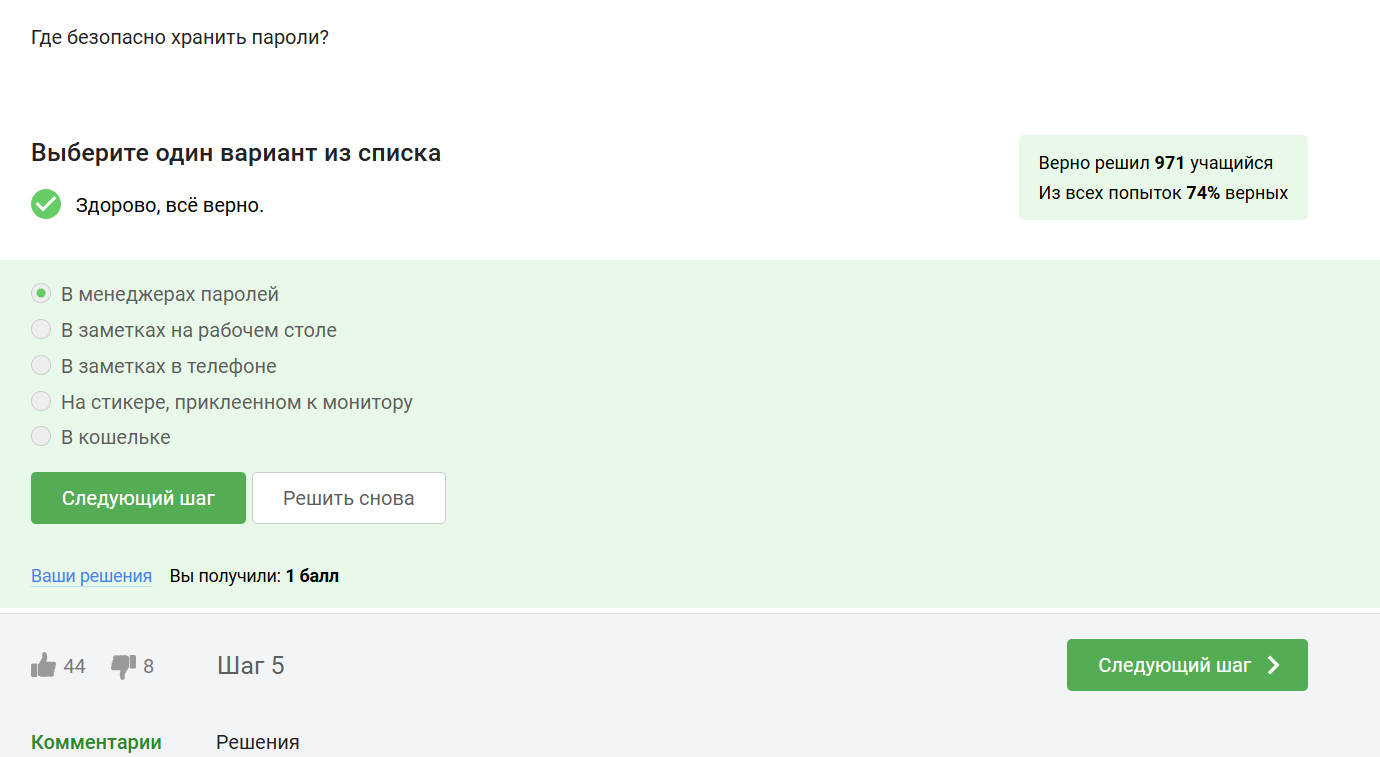 Где безопасно хранить пароли?
Выберите один вариант из списка
Верно решил 971 учащийся
Из всех попыток 74% верных
Здорово, всё верно.
В менеджерах паролей
В заметках на рабочем столе
В заметках в телефоне
На стикере, приклеенном к монитору
В кошельке
Следующий шаг
Решить снова
Ваши решения Вы получили: 1 балл
44 8 Шаг 5
Следующий шаг
Комментарии Решения